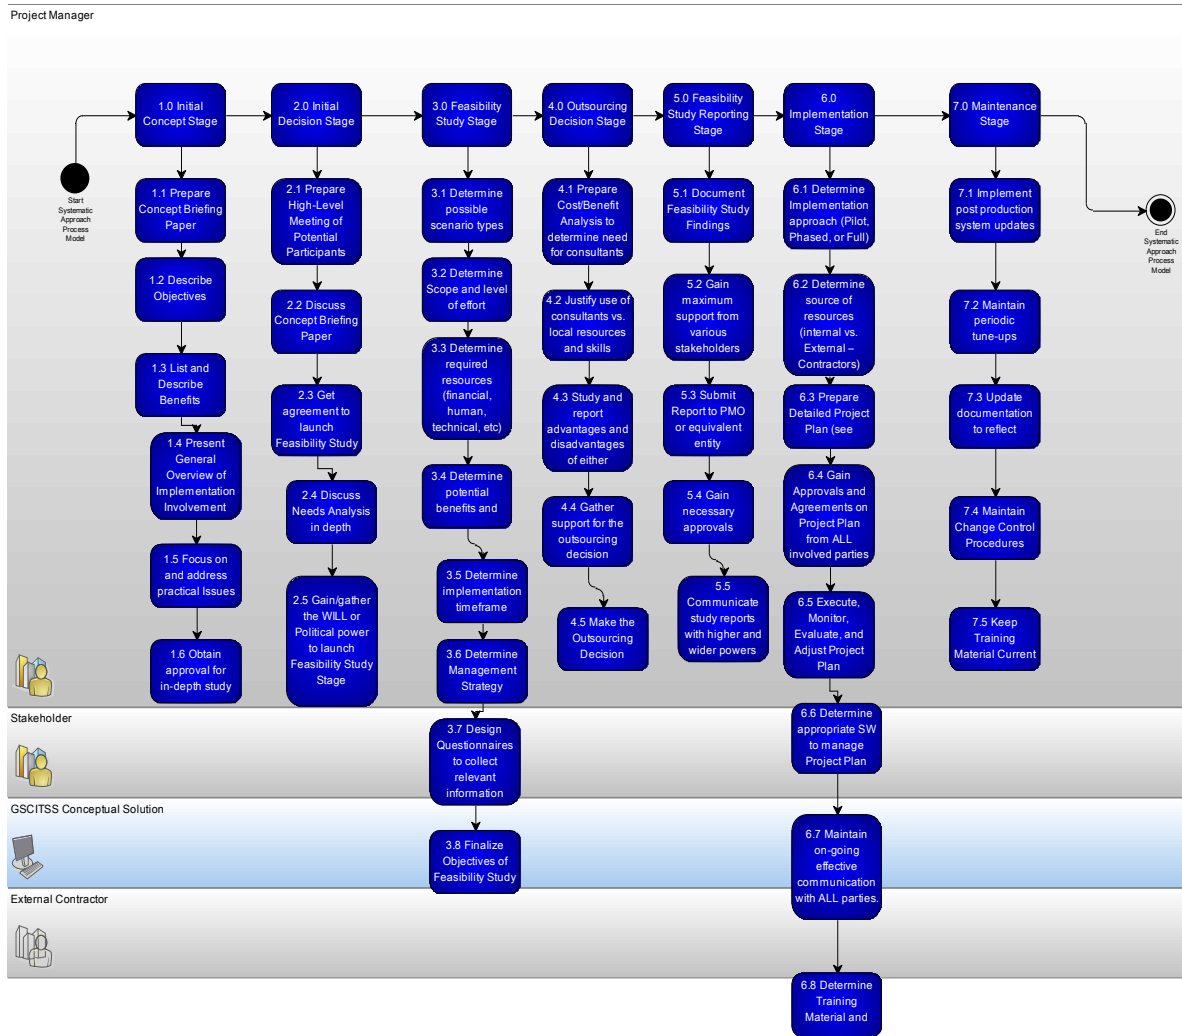 Project Manager
1.0 Initial
Concept Stage
2.0 Initial
Decision Stage
3.0 Feasibility
Study Stage
4.0 Outsourcing
Decision Stage
5.0 Feasibility
Study Reporting
Stage
6.0
Implementation
Stage
7.0 Maintenance
Stage
Start
Systematic
Approach
Process
Model
End
Systematic
Approach
Process
Model
1.1 Prepare
Concept Briefing
Paper
1.2 Describe
Objectives
1.3 List and
Describe
Benefits
1.4 Present
General
Overview of
Implementation
Involvement
1.5 Focus on
and address
practical Issues
1.6 Obtain
approval for
in-depth study
2.1 Prepare
High-Level
Meeting of
Potential
Participants
2.2 Discuss
Concept Briefing
Paper
2.3 Get
agreement to
launch
Feasibility Study
2.4 Discuss
Needs Analysis
in depth
2.5 Gain/gather
the WILL or
Political power
to launch
Feasibility Study
Stage
3.1 Determine
possible
scenario types
3.2 Determine
Scope and level
of effort
3.3 Determine
required
resources
(financial,
human,
technical, etc)
3.4 Determine
potential
benefits and
3.5 Determine
implementation
timeframe
3.6 Determine
Management
Strategy
3.7 Design
Questionnaires
to collect
relevant
information
3.8 Finalize
Objectives of
Feasibility Study
4.1 Prepare
Cost/Benefit
Analysis to
determine need
for consultants
4.2 Justify use of
consultants vs.
local resources
and skills
4.3 Study and
report
advantages and
disadvantages
of either
4.4 Gather
support for the
outsourcing
decision
4.5 Make the
Outsourcing
Decision
5.1 Document
Feasibility Study
Findings
5.2 Gain
maximum
support from
various
stakeholders
5.3 Submit
Report to PMO
or equivalent
entity
5.4 Gain
necessary
approvals
5.5
Communicate
study reports
with higher and
wider powers
6.1 Determine
Implementation
approach (Pilot,
Phased, or Full)
6.2 Determine
source of
resources
(internal vs.
External –
Contractors)
6.3 Prepare
Detailed Project
Plan (see
6.4 Gain
Approvals and
Agreements on
Project Plan
from ALL
involved parties
6.5 Execute,
Monitor,
Evaluate, and
Adjust Project
Plan
6.6 Determine
appropriate SW
to manage
Project Plan
6.7 Maintain
on-going
effective
communication
with ALL parties.
6.8 Determine
Training
Material and
7.1 Implement
post production
system updates
7.2 Maintain
periodic
tune-ups
7.3 Update
documentation
to reflect
7.4 Maintain
Change Control
Procedures
7.5 Keep
Training
Material Current
Stakeholder
GSCITSS Conceptual Solution
External Contractor